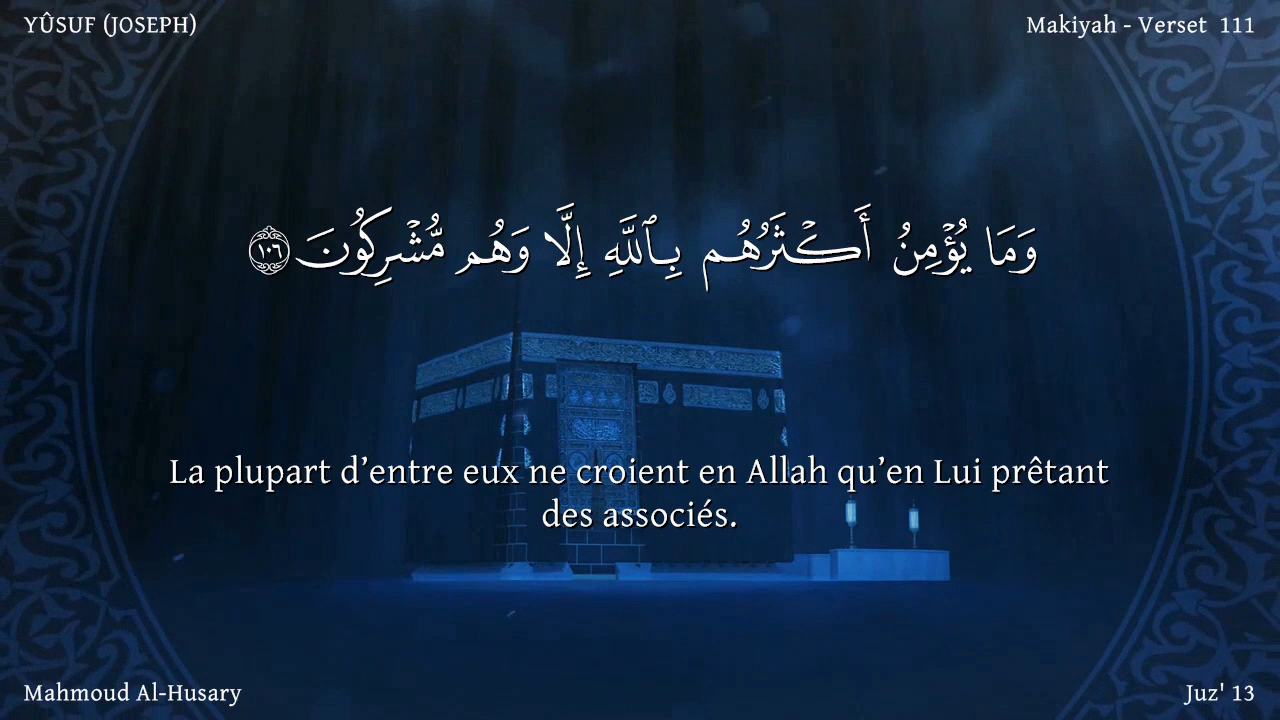 YÛSUF (JOSEPH)
Makiyah - Verset 111
وَمَا يُؤْمِنُ أَكْثَرُهُم بِٱللَّهِ إِلَّا وَهُم مُّشْرِكُونَ ١٠٦
La plupart d’entre eux ne croient en Allah qu’en Lui prêtant
des associés.
Mahmoud Al-Husary
Juz' 13